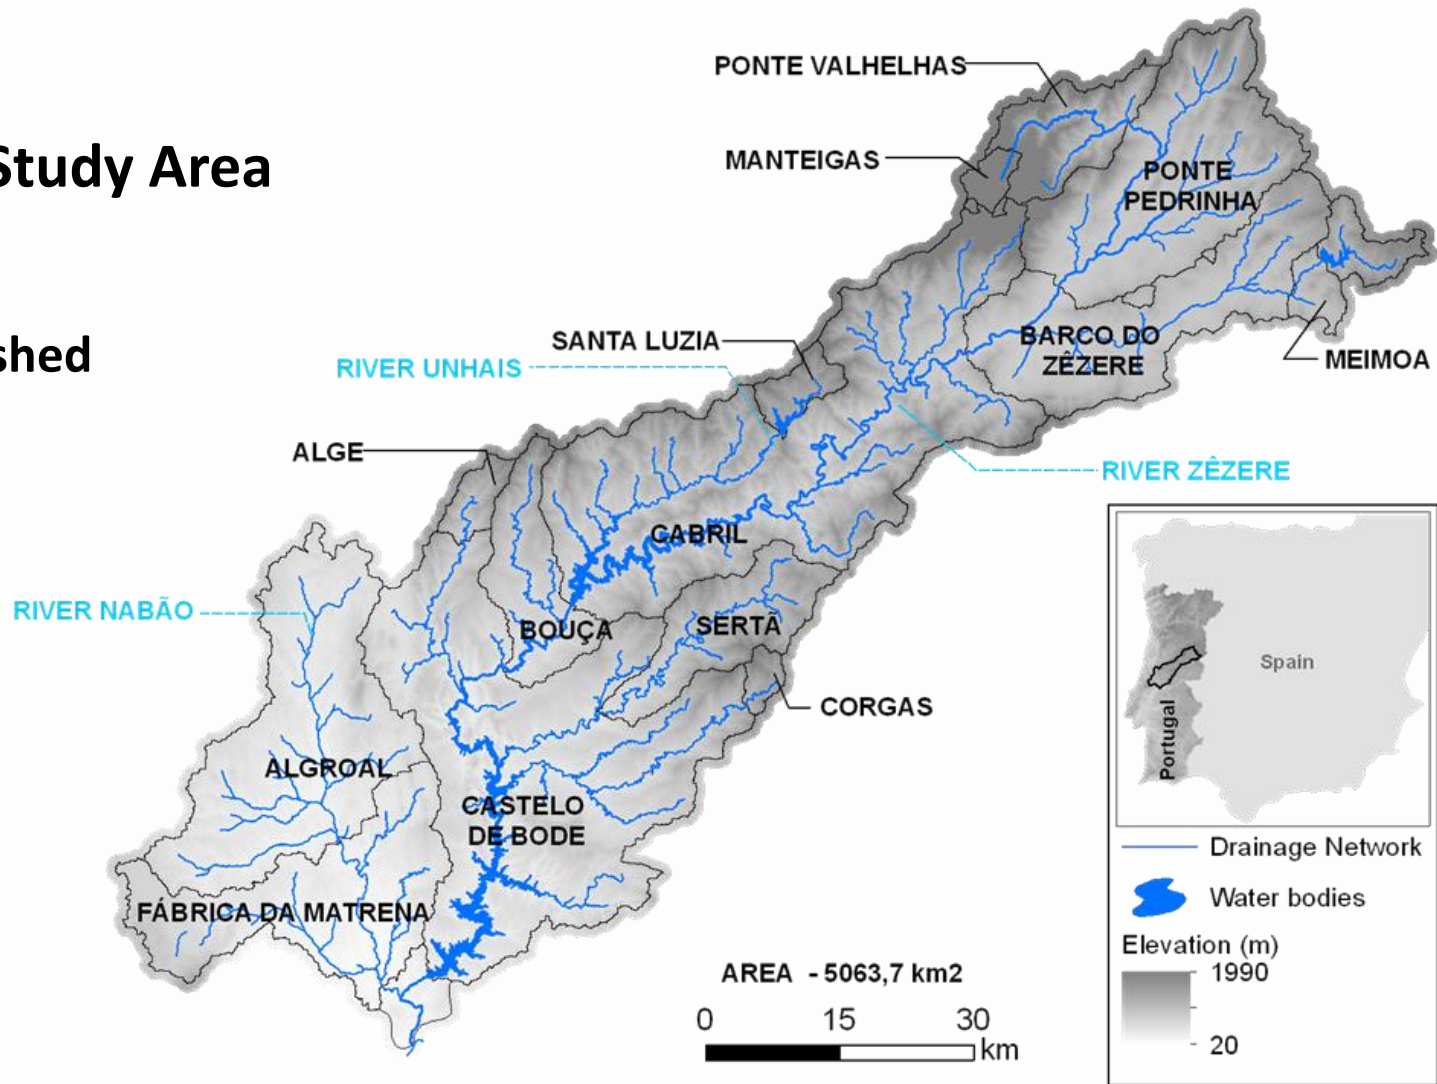 Study Area
shed
PONTE VALHELHAS
MANTEIGAS
PONTE
PEDRINHA
SANTA LUZIA
RIVER UNHAIS
BARCO DO
ZÊZERE
MEIMOA
ALGE
RIVER ZÊZERE
CABRIL
RIVER NABÃO
BOUÇA
SERTÃ
CORGAS
ALGROAL
CASTELO
DE BODE
FÁBRICA DA MATRENA
AREA - 5063,7 km2
0 15 30
km
Spain
Portugal
Drainage Network
Water bodies
Elevation (m)
1990
20